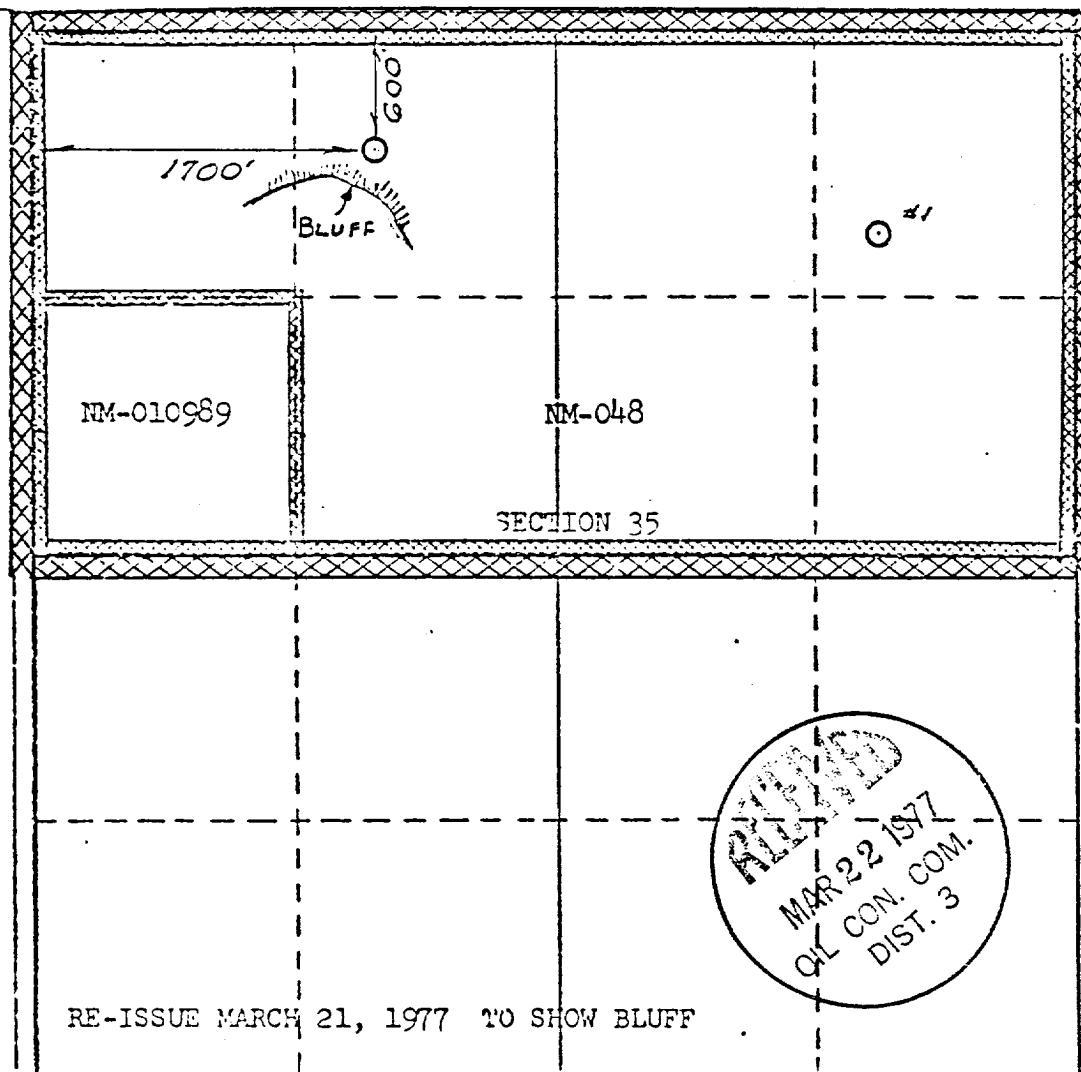 600'
1700'
BLUFF
#1
NM-010989
NM-048
SECTION 35
RECEIVED
MAR 22 1977
OIL CON. COM.
DIST. 3
RE-ISSUE MARCH 21, 1977 TO SHOW BLUFF